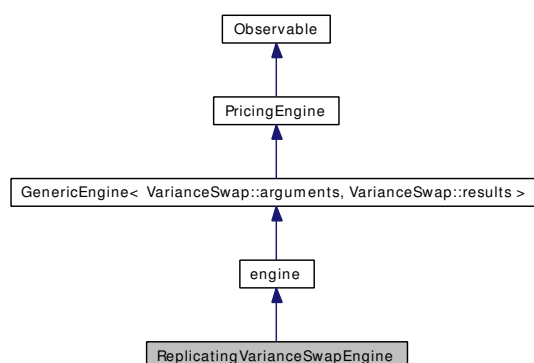 Observable
PricingEngine
GenericEngine< VarianceSwap::arguments, VarianceSwap::results >
engine
ReplicatingVarianceSwapEngine